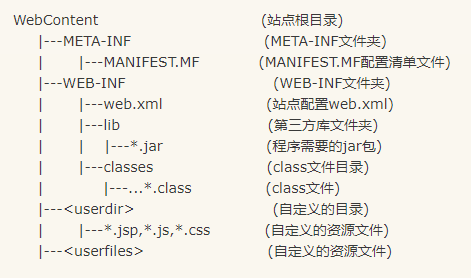 WebContent (站点根目录)
|---META-INF (META-INF文件夹)
| |---MANIFEST.MF (MANIFEST.MF配置清单文件)
|---WEB-INF (WEB-INF文件夹)
| |---web.xml (站点配置web.xml)
| |---lib (第三方库文件夹)
| | |---*.jar (程序需要的jar包)
| |---classes (class文件目录)
| |---...*.class (class文件)
|---<userdir> (自定义的目录)
| |---*.jsp,*.js,*.css (自定义的资源文件)
|---<userfiles> (自定义的资源文件)